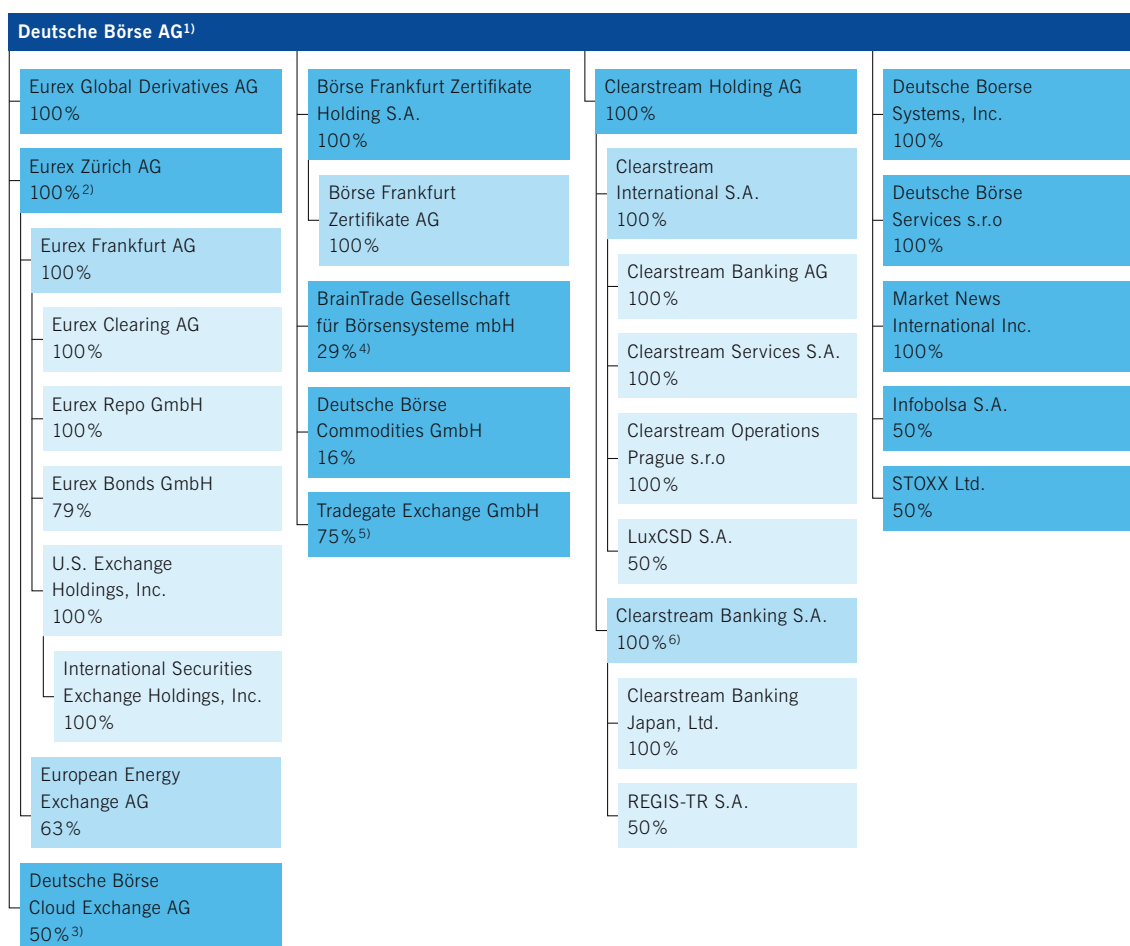 Deutsche Börse AG1)
Eurex Global Derivatives AG
100%
Eurex Zürich AG
100%2)
Eurex Frankfurt AG
100%
Eurex Clearing AG
100%
Eurex Repo GmbH
100%
Eurex Bonds GmbH
79%
U.S. Exchange
Holdings, Inc.
100%
International Securities
Exchange Holdings, Inc.
100%
European Energy
Exchange AG
63%
Deutsche Börse
Cloud Exchange AG
50%3)
Börse Frankfurt Zertifikate
Holding S.A.
100%
Börse Frankfurt
Zertifikate AG
100%
BrainTrade Gesellschaft
für Börsensysteme mbH
29%4)
Deutsche Börse
Commodities GmbH
16%
Tradegate Exchange GmbH
75%5)
Clearstream Holding AG
100%
Clearstream
International S.A.
100%
Clearstream Banking AG
100%
Clearstream Services S.A.
100%
Clearstream Operations
Prague s.r.o
100%
LuxCSD S.A.
50%
Clearstream Banking S.A.
100%6)
Clearstream Banking
Japan, Ltd.
100%
REGIS-TR S.A.
50%
Deutsche Boerse
Systems, Inc.
100%
Deutsche Börse
Services s.r.o
100%
Market News
International Inc.
100%
Infobolsa S.A.
50%
STOXX Ltd.
50%